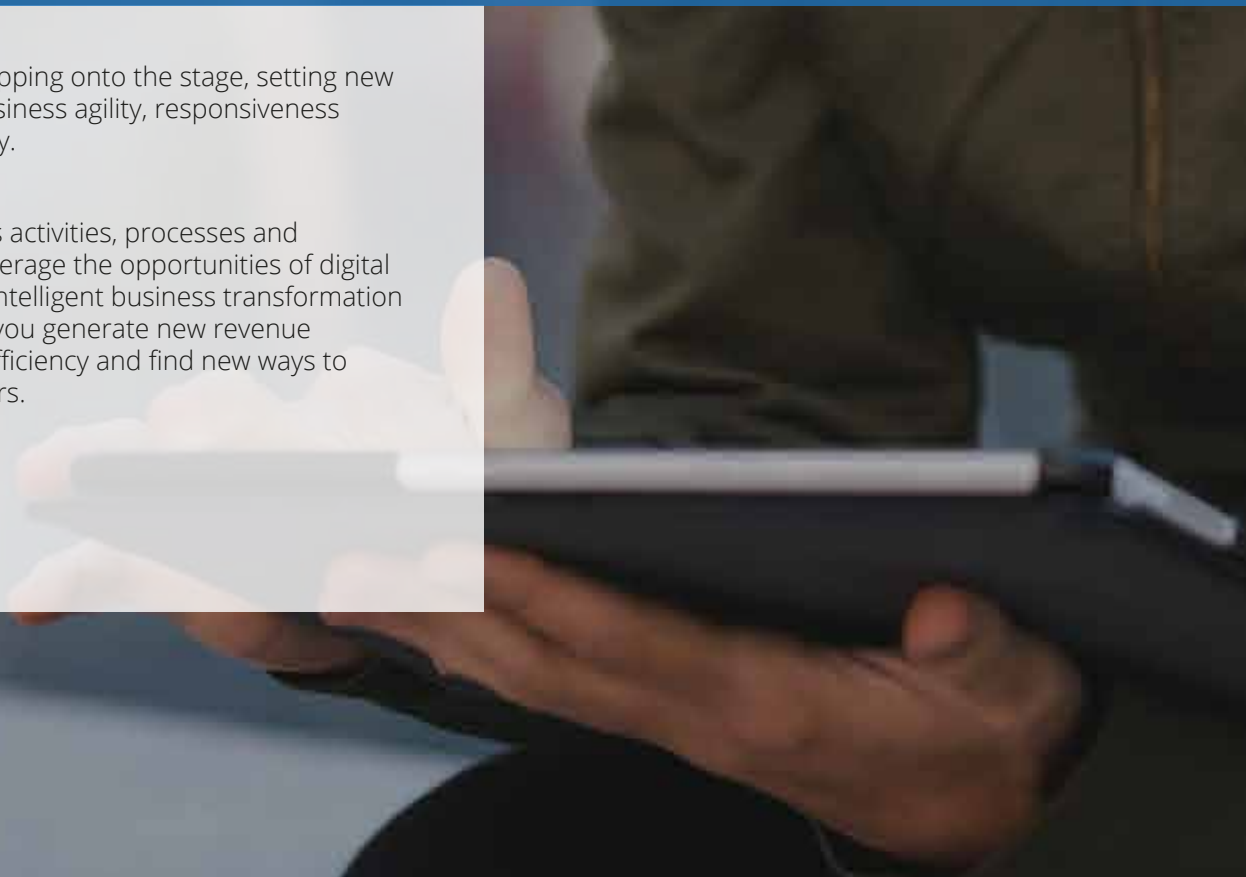 pping onto the stage, setting new
siness agility, responsiveness
y.
s activities, processes and
erage the opportunities of digital
ntelligent business transformation
you generate new revenue
fficiency and find new ways to
rs.